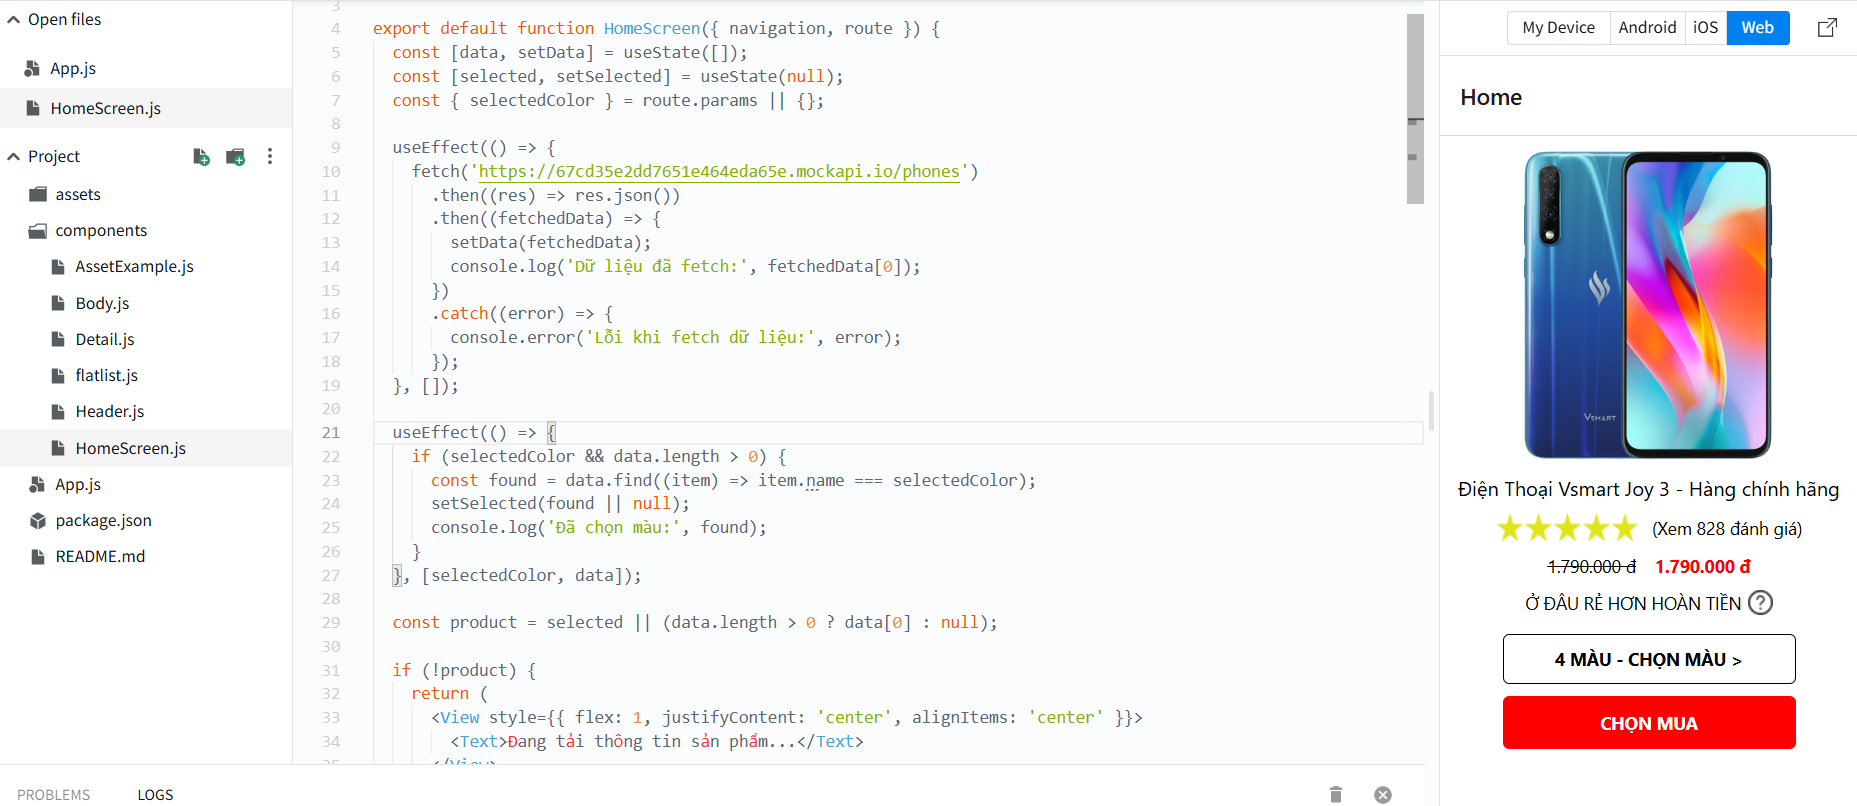 Open files
App.js
HomeScreen.js
Project
assets
components
AssetExample.js
Body.js
Detail.js
flatlist.js
Header.js
HomeScreen.js
App.js
package.json
README.md
3
4 export default function HomeScreen({ navigation, route }) {
5 const [data, setData] = useState([]);
6 const [selected, setSelected] = useState(null);
7 const { selectedColor } = route.params || {};
8
9 useEffect(() => {
10 fetch('https://67cd35e2dd7651e464eda65e.mockapi.io/phones')
11 .then((res) => res.json())
12 .then((fetchedData) => {
13 setData(fetchedData);
14 console.log('Dữ liệu đã fetch:', fetchedData[0]);
15 })
16 .catch((error) => {
17 console.error('Lỗi khi fetch dữ liệu:', error);
18 });
19 }, []);
20
21 useEffect(() => {
22 if (selectedColor && data.length > 0) {
23 const found = data.find((item) => item.name === selectedColor);
24 setSelected(found || null);
25 console.log('Đã chọn màu:', found);
26 }
27 }, [selectedColor, data]);
28
29 const product = selected || (data.length > 0 ? data[0] : null);
30
31 if (!product) {
32 return (
33 <View style={{ flex: 1, justifyContent: 'center', alignItems: 'center' }}>
34 <Text>Đang tải thông tin sản phẩm...</Text>
35 </View>
PROBLEMS LOGS
My Device Android iOS Web
Home
VSMART
Điện Thoại Vsmart Joy 3 - Hàng chính hãng
(Xem 828 đánh giá)
1.790.000 đ 1.790.000 đ
Ở ĐÂU RẺ HƠN HOÀN TIỀN ?
4 MÀU - CHỌN MÀU >
CHỌN MUA